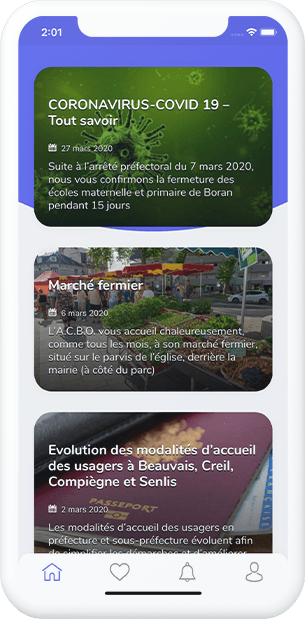 2:01
CORONAVIRUS-COVID 19 –
Tout savoir
27 mars 2020
Suite à l'arrêté préfectoral du 7 mars 2020,
nous vous confirmons la fermeture des
écoles maternelle et primaire de Boran
pendant 15 jours
Marché fermier
6 mars 2020
L'A.C.B.O. vous accueil chaleureusement,
comme tous les mois, à son marché fermier,
situé sur le parvis de l'église, derrière la
mairie (à côté du parc)
Evolution des modalités d'accueil
des usagers à Beauvais, Creil,
Compiègne et Senlis
PASSEPORT
2 mars 2020
Les modalités d'accueil des usagers en
préfecture et sous-préfecture évoluent afin
de simplifier les démarches et d'améliorer